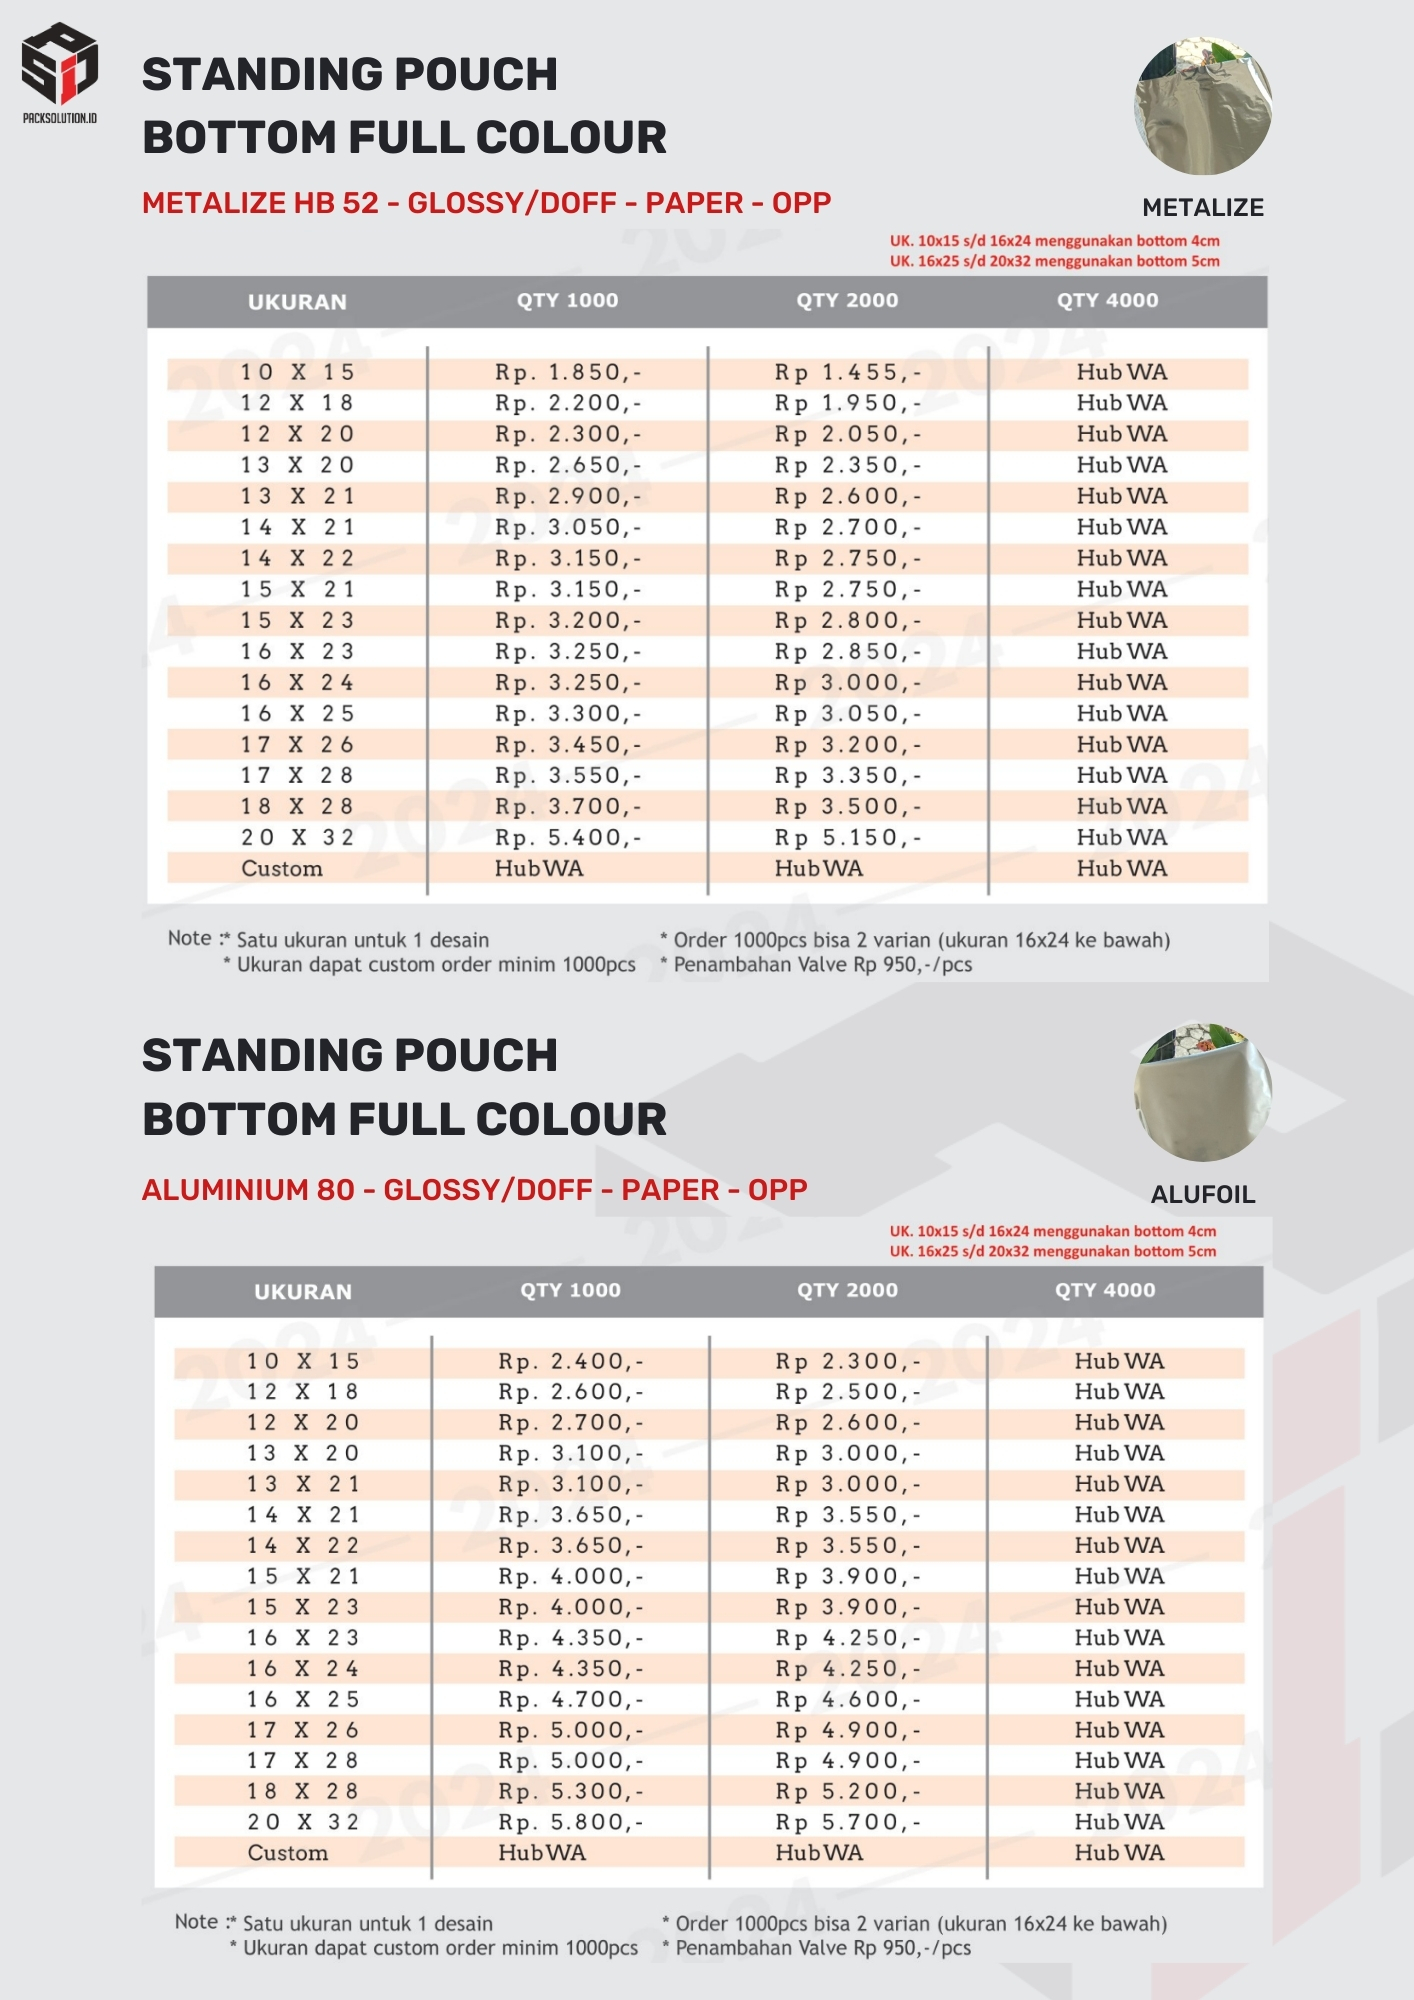 PACKSOLUTION.ID
STANDING POUCH
BOTTOM FULL COLOUR
METALIZE HB 52 - GLOSSY/DOFF - PAPER - OPP
METALIZE
UK. 10x15 s/d 16x24 menggunakan bottom 4cm
UK. 16x25 s/d 20x32 menggunakan bottom 5cm
UKURAN QTY 1000 QTY 2000 QTY 4000
10 X 15 Rp. 1.850,- Rp 1.455,- Hub WA
12 X 18 Rp. 2.200,- Rp 1.950,- Hub WA
12 X 20 Rp. 2.300,- Rp 2.050,- Hub WA
13 X 20 Rp. 2.650,- Rp 2.350,- Hub WA
13 X 21 Rp. 2.900,- Rp 2.600,- Hub WA
14 X 21 Rp. 3.050,- Rp 2.700,- Hub WA
14 X 22 Rp. 3.150,- Rp 2.750,- Hub WA
15 X 21 Rp. 3.150,- Rp 2.750,- Hub WA
15 X 23 Rp. 3.200,- Rp 2.800,- Hub WA
16 X 23 Rp. 3.250,- Rp 2.850,- Hub WA
16 X 24 Rp. 3.250,- Rp 3.000,- Hub WA
16 X 25 Rp. 3.300,- Rp 3.050,- Hub WA
17 X 26 Rp. 3.450,- Rp 3.200,- Hub WA
17 X 28 Rp. 3.550,- Rp 3.350,- Hub WA
18 X 28 Rp. 3.700,- Rp 3.500,- Hub WA
20 X 32 Rp. 5.400,- Rp 5.150,- Hub WA
Custom Hub WA Hub WA Hub WA
Note :* Satu ukuran untuk 1 desain * Order 1000pcs bisa 2 varian (ukuran 16x24 ke bawah)
* Ukuran dapat custom order minim 1000pcs * Penambahan Valve Rp 950,-/pcs
STANDING POUCH
BOTTOM FULL COLOUR
ALUMINIUM 80 - GLOSSY/DOFF - PAPER - OPP
ALUFOIL
UK. 10x15 s/d 16x24 menggunakan bottom 4cm
UK. 16x25 s/d 20x32 menggunakan bottom 5cm
UKURAN QTY 1000 QTY 2000 QTY 4000
10 X 15 Rp. 2.400,- Rp 2.300,- Hub WA
12 X 18 Rp. 2.600,- Rp 2.500,- Hub WA
12 X 20 Rp. 2.700,- Rp 2.600,- Hub WA
13 X 20 Rp. 3.100,- Rp 3.000,- Hub WA
13 X 21 Rp. 3.100,- Rp 3.000,- Hub WA
14 X 21 Rp. 3.650,- Rp 3.550,- Hub WA
14 X 22 Rp. 3.650,- Rp 3.550,- Hub WA
15 X 21 Rp. 4.000,- Rp 3.900,- Hub WA
15 X 23 Rp. 4.000,- Rp 3.900,- Hub WA
16 X 23 Rp. 4.350,- Rp 4.250,- Hub WA
16 X 24 Rp. 4.350,- Rp 4.250,- Hub WA
16 X 25 Rp. 4.700,- Rp 4.600,- Hub WA
17 X 26 Rp. 5.000,- Rp 4.900,- Hub WA
17 X 28 Rp. 5.000,- Rp 4.900,- Hub WA
18 X 28 Rp. 5.300,- Rp 5.200,- Hub WA
20 X 32 Rp. 5.800,- Rp 5.700,- Hub WA
Custom Hub WA Hub WA Hub WA
Note :* Satu ukuran untuk 1 desain * Order 1000pcs bisa 2 varian (ukuran 16x24 ke bawah)
* Ukuran dapat custom order minim 1000pcs * Penambahan Valve Rp 950,-/pcs